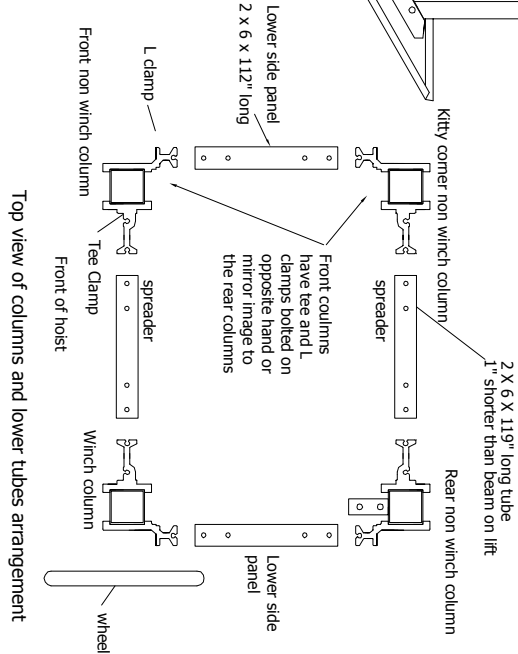 2 X 6 X 119" long tube
1" shorter than beam on lift
Kitty corner non winch column
Rear non winch column
spreader
Lower side panel
2 x 6 x 112" long
Front coulmns
have tee and L
clamps bolted on
opposite hand or
mirror image to
the rear columns
Lower side
panel
L clamp
Front non winch column
Tee Clamp
spreader
Front of hoist
Winch column
wheel
Top view of columns and lower tubes arrangement